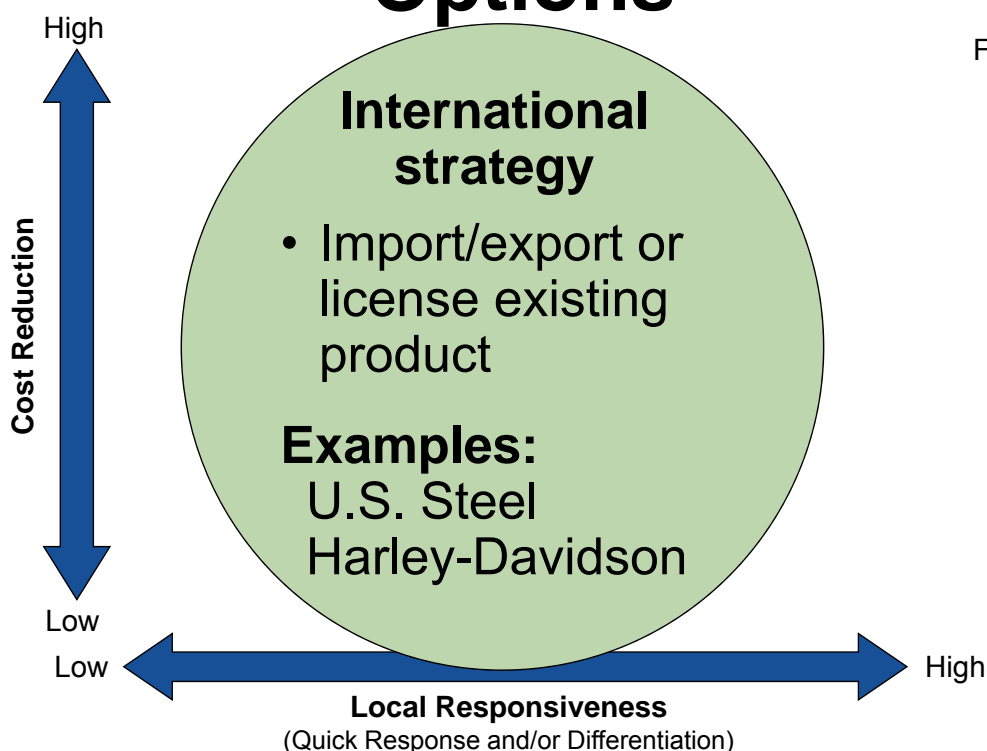 Options
High
F
International
strategy
• Import/export or
license existing
product
Cost Reduction
Examples:
U.S. Steel
Harley-Davidson
Low
Low
High
Local Responsiveness
(Quick Response and/or Differentiation)